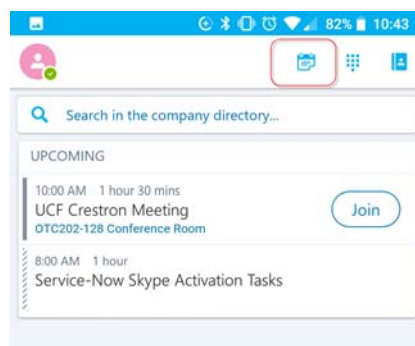 82% 10:43
Search in the company directory...
UPCOMING
10:00 AM 1 hour 30 mins
UCF Crestron Meeting
Join
OTC202-128 Conference Room
8:00 AM 1 hour
Service-Now Skype Activation Tasks